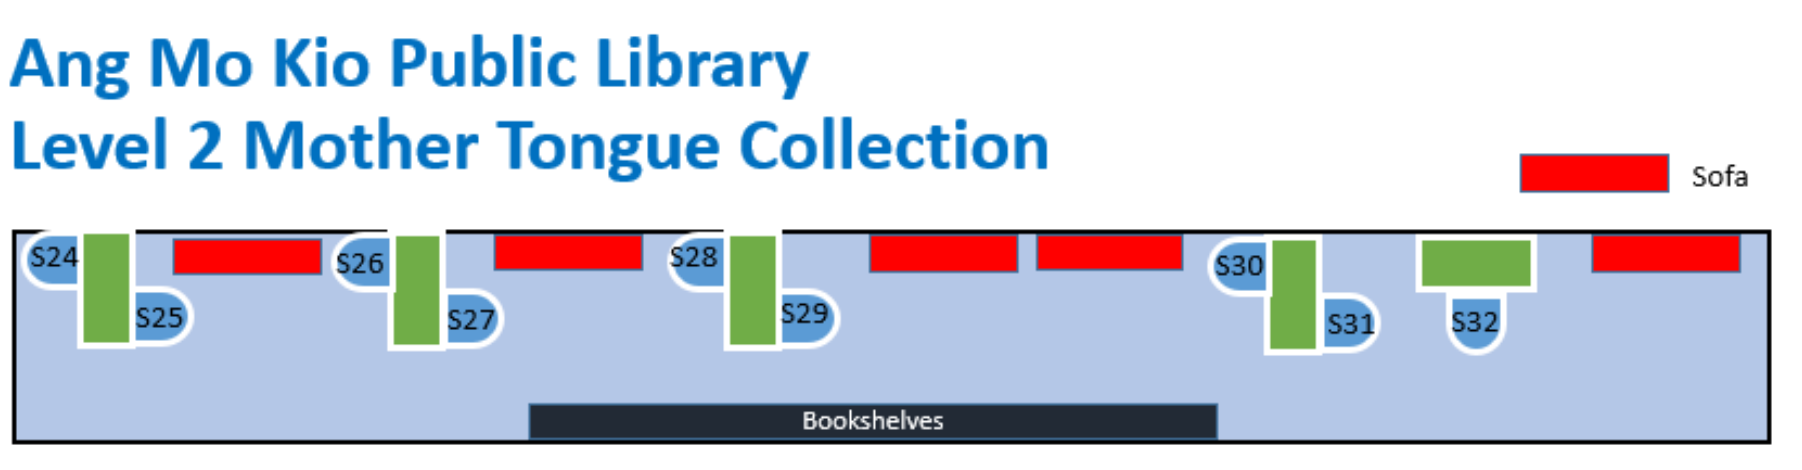 Ang Mo Kio Public Library
Level 2 Mother Tongue Collection
Sofa
S24
S25
S26
S27
S28
S29
S30
S31
S32
Bookshelves